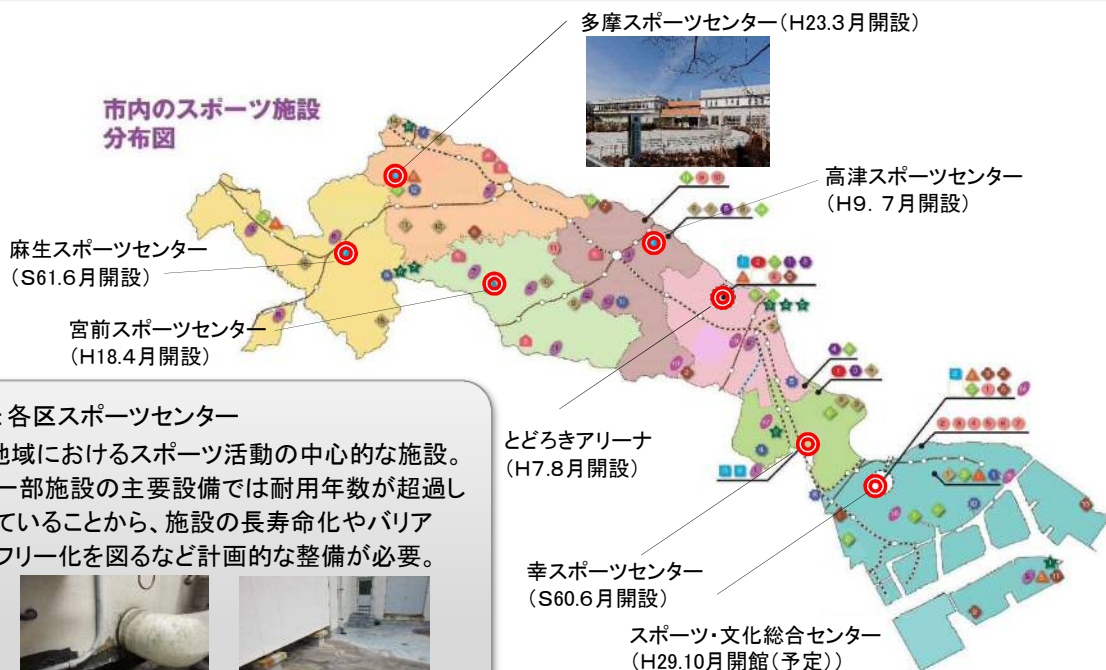 多摩スポーツセンター(H23.3月開設)
市内のスポーツ施設
分布図
高津スポーツセンター
(H9.7月開設)
麻生スポーツセンター
(S61.6月開設)
宮前スポーツセンター
(H18.4月開設)
各区スポーツセンター
地域におけるスポーツ活動の中心的な施設。
一部施設の主要設備では耐用年数が超過し
ていることから、施設の長寿命化やバリア
フリー化を図るなど計画的な整備が必要。
とどろきアリーナ
(H7.8月開設)
幸スポーツセンター
(S60.6月開設)
スポーツ・文化総合センター
(H29.10月開館(予定))